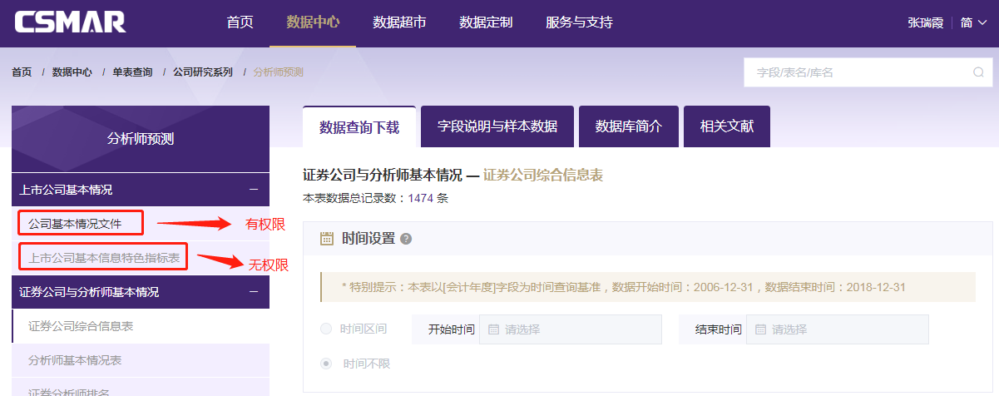 CSMAR 首页 数据中心 数据超市 数据定制 服务与支持 张瑞霞 简
首页 / 数据中心 / 单表查询 / 公司研究系列 / 分析师预测 字段/表名/库名
分析师预测
数据查询下载 字段说明与样本数据 数据库简介 相关文献
上市公司基本情况
公司基本情况文件 有权限
上市公司基本信息特色指标表 无权限
证券公司与分析师基本情况
证券公司综合信息表
分析师基本情况表
证券分析师排名
证券公司与分析师基本情况 — 证券公司综合信息表
本表数据总记录数：1474 条
时间设置 ?
* 特别提示：本表以[会计年度]字段为时间查询基准，数据开始时间：2006-12-31，数据结束时间：2018-12-31
时间区间 开始时间 请选择 结束时间 请选择
时间不限